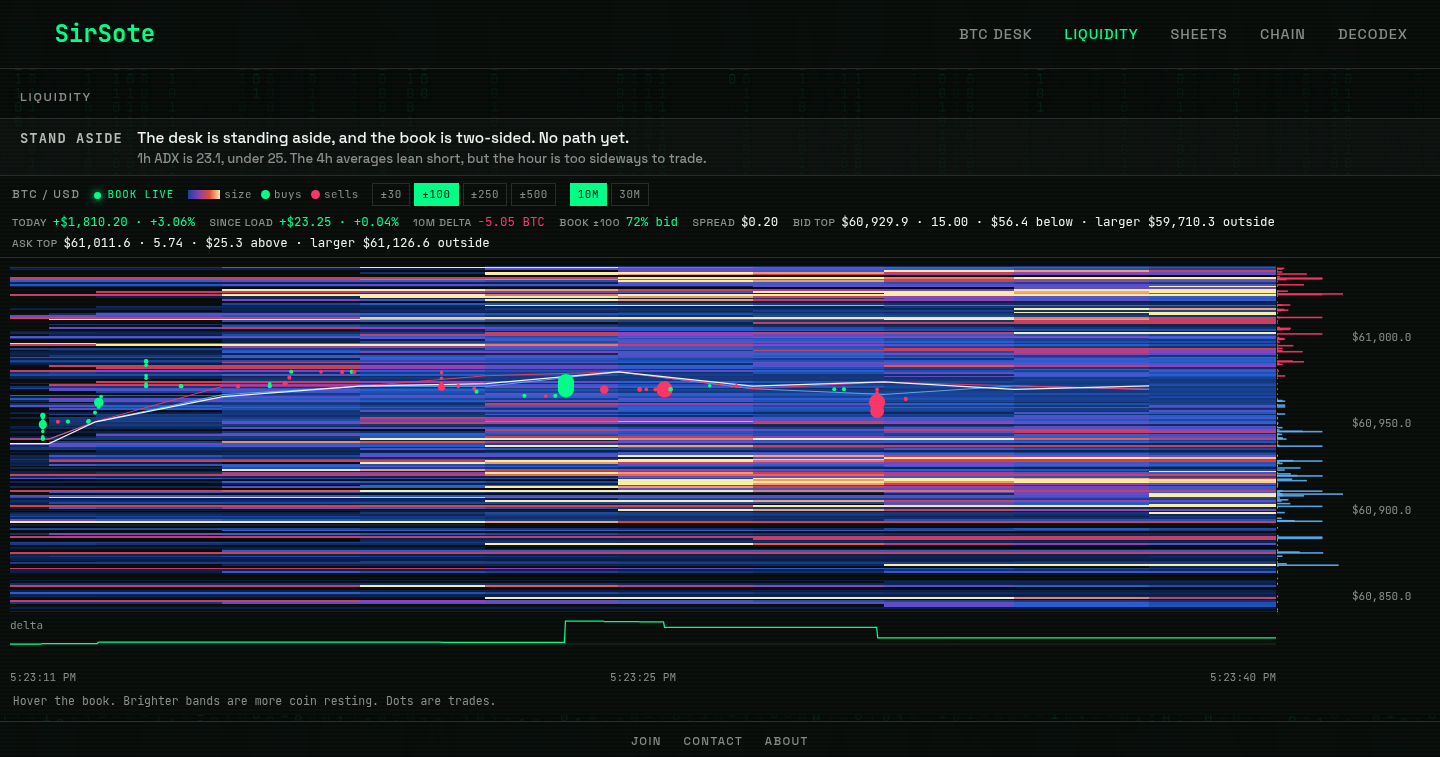 SirSote
BTC DESK LIQUIDITY SHEETS CHAIN DECODEX
LIQUIDITY
STAND ASIDE The desk is standing aside, and the book is two-sided. No path yet.
1h ADX is 23.1, under 25. The 4h averages lean short, but the hour is too sideways to trade.
BTC / USD BOOK LIVE size buys sells ±30 ±100 ±250 ±500 10M 30M
TODAY +$1,810.20 · +3.06% SINCE LOAD +$23.25 · +0.04% 10M DELTA -5.05 BTC BOOK ±100 72% bid SPREAD $0.20 BID TOP $60,929.9 · 15.00 · $56.4 below · larger $59,710.3 outside
ASK TOP $61,011.6 · 5.74 · $25.3 above · larger $61,126.6 outside
$61,000.0
$60,950.0
$60,900.0
$60,850.0
delta
5:23:11 PM 5:23:25 PM 5:23:40 PM
Hover the book. Brighter bands are more coin resting. Dots are trades.
JOIN CONTACT ABOUT